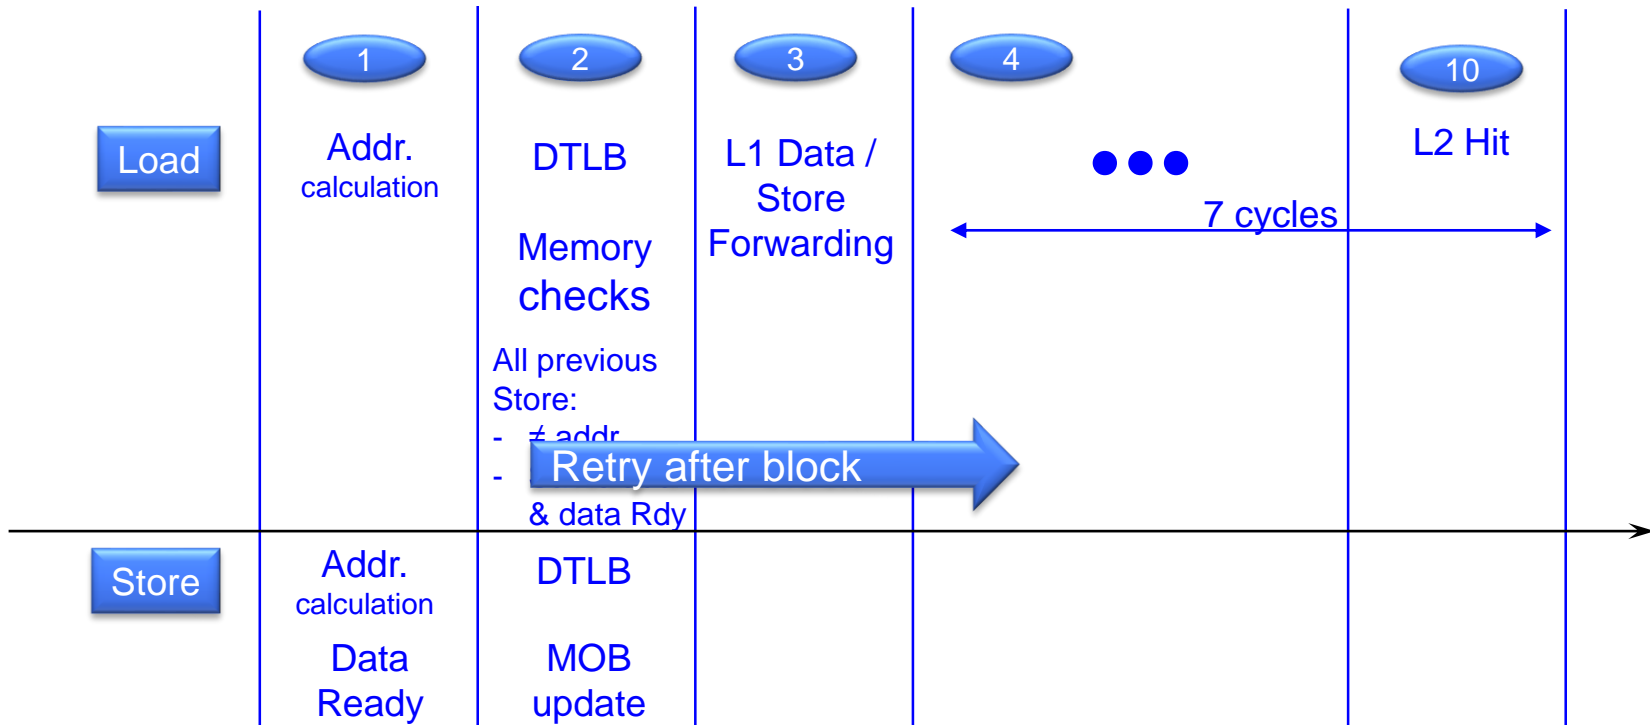 1
2
3
4
10
Load
Addr.
calculation
DTLB
Memory
checks
All previous
Store:
- ≠ addr
-
& data Rdy
Retry after block
L1 Data /
Store
Forwarding
●●●
7 cycles
L2 Hit
Store
Addr.
calculation
Data
Ready
DTLB
MOB
update